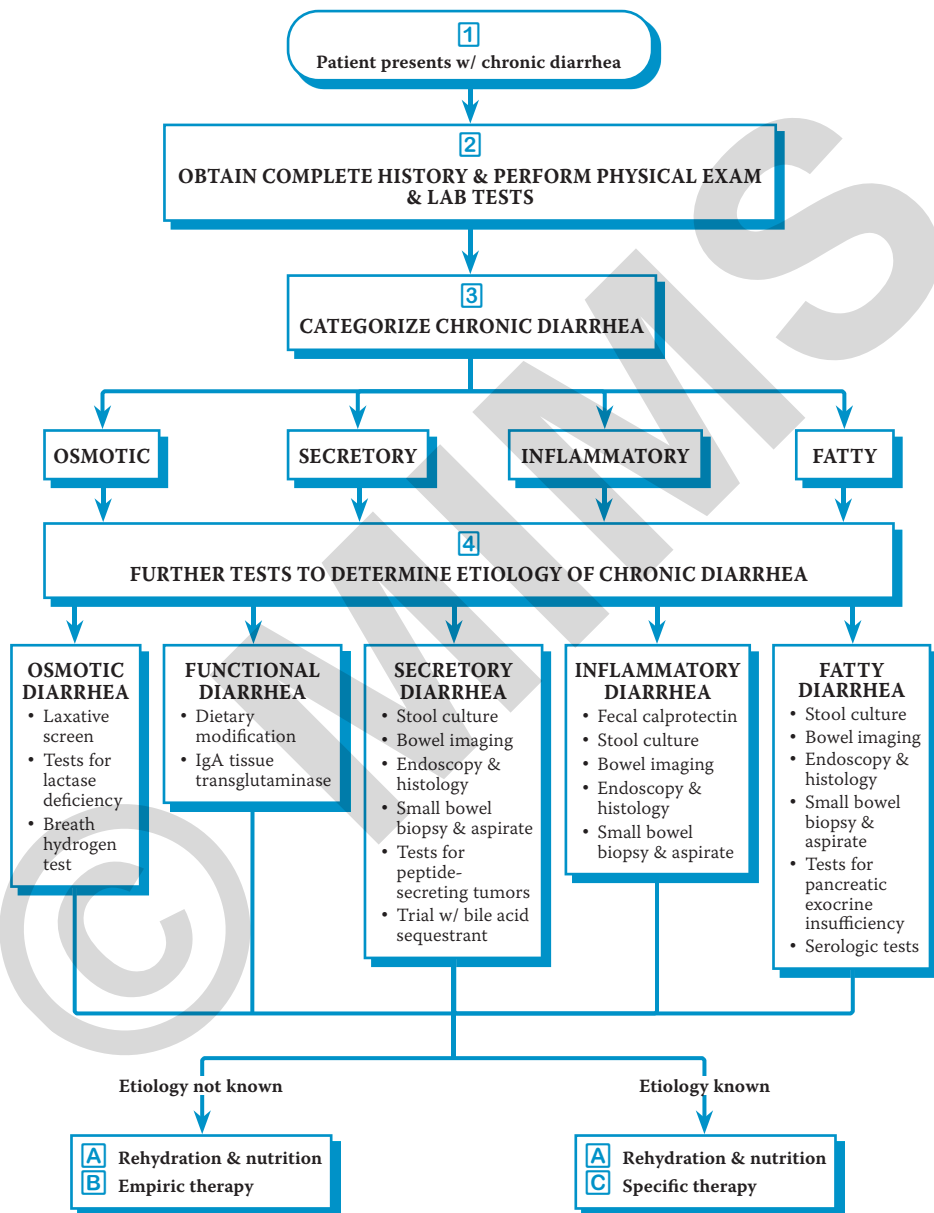 1
Patient presents w/ chronic diarrhea
2
OBTAIN COMPLETE HISTORY & PERFORM PHYSICAL EXAM
& LAB TESTS
3
CATEGORIZE CHRONIC DIARRHEA
OSMOTIC
SECRETORY
INFLAMMATORY
FATTY
4
FURTHER TESTS TO DETERMINE ETIOLOGY OF CHRONIC DIARRHEA
OSMOTIC
DIARRHEA
• Laxative
screen
• Tests for
lactase
deficiency
• Breath
hydrogen
test
FUNCTIONAL
DIARRHEA
• Dietary
modification
• IgA tissue
transglutaminase
SECRETORY
DIARRHEA
• Stool culture
• Bowel imaging
• Endoscopy &
histology
• Small bowel
biopsy & aspirate
• Tests for
peptide-
secreting tumors
• Trial w/ bile acid
sequestrant
INFLAMMATORY
DIARRHEA
• Fecal calprotectin
• Stool culture
• Bowel imaging
• Endoscopy &
histology
• Small bowel
biopsy & aspirate
FATTY
DIARRHEA
• Stool culture
• Bowel imaging
• Endoscopy &
histology
• Small bowel
biopsy &
aspirate
• Tests for
pancreatic
exocrine
insufficiency
• Serologic tests
Etiology not known
Etiology known
A Rehydration & nutrition
B Empiric therapy
A Rehydration & nutrition
C Specific therapy
© MIMS